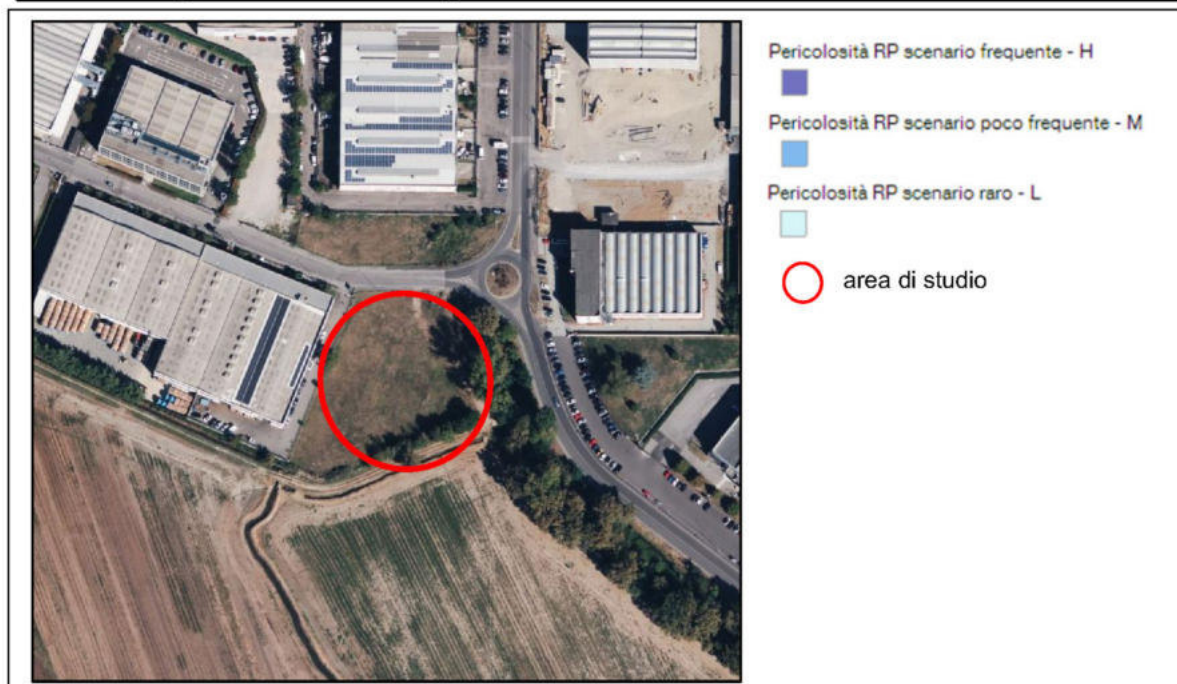 Pericolosità RP scenario frequente - H
Pericolosità RP scenario poco frequente - M
Pericolosità RP scenario raro - L
area di studio